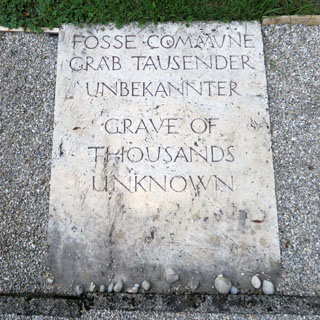 FOSSE COMMUNE
GRAB TAUSENDER
UNBEKANNTER
GRAVE OF
THOUSANDS
UNKNOWN